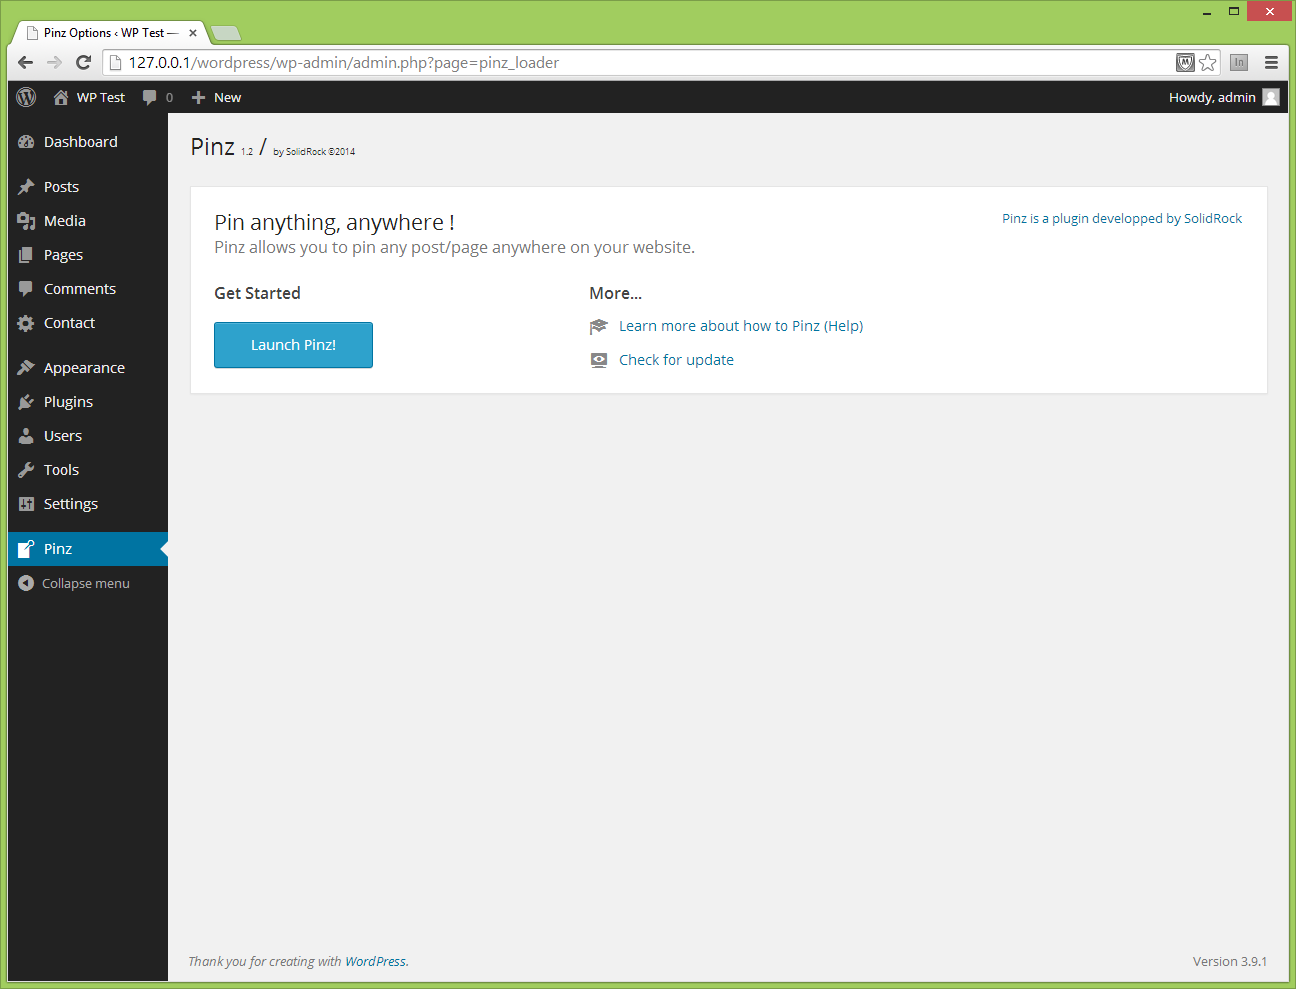 Pinz Options ‹ WP Test —
127.0.0.1/wordpress/wp-admin/admin.php?page=pinz_loader
In
WP Test 0 New Howdy, admin
Dashboard
Posts
Media
Pages
Comments
Contact
Appearance
Plugins
Users
Tools
Settings
Pinz
Collapse menu
Pinz 1.2 / by SolidRock ©2014
Pin anything, anywhere !
Pinz is a plugin developped by SolidRock
Pinz allows you to pin any post/page anywhere on your website.
Get Started
Launch Pinz!
More...
Learn more about how to Pinz (Help)
Check for update
Thank you for creating with WordPress.
Version 3.9.1